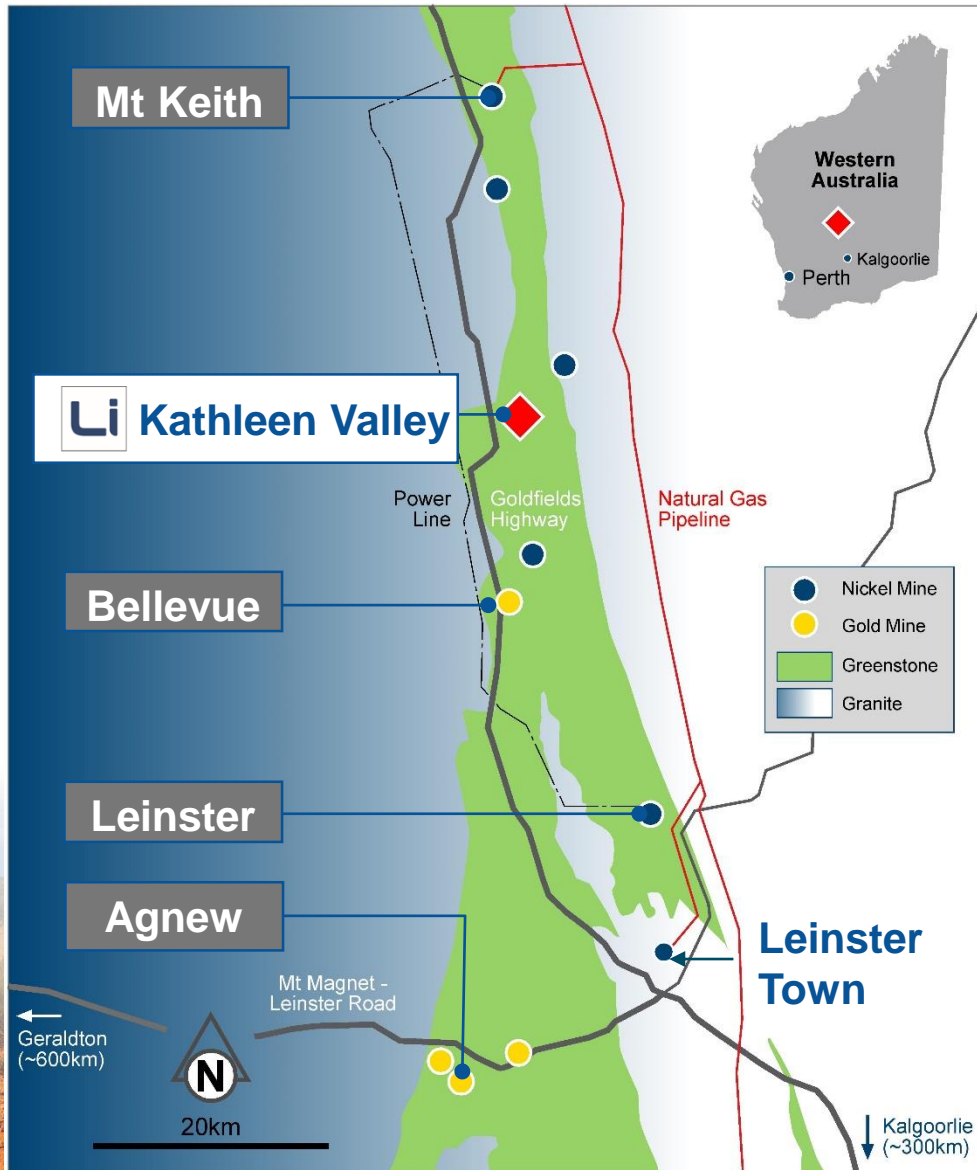 Mt Keith
Western
Australia
Kalgoorlie
Perth
Li Kathleen Valley
Power
Line
Goldfields
Highway
Natural Gas
Pipeline
Bellevue
Nickel Mine
Gold Mine
Greenstone
Granite
Leinster
Agnew
Leinster
Town
Mt Magnet -
Leinster Road
Geraldton
(~600km)
N
20km
Kalgoorlie
(~300km)